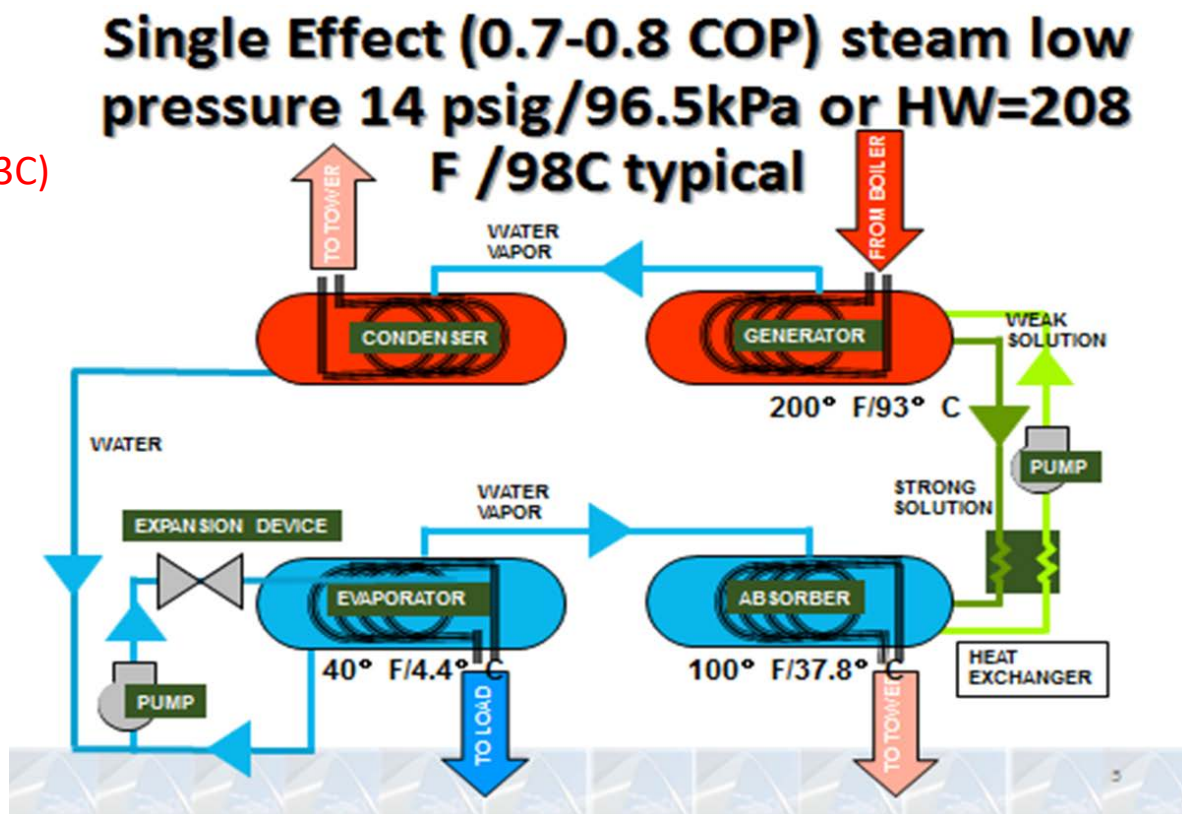 Single Effect (0.7-0.8 COP) steam low
pressure 14 psig/96.5kPa or HW=208
F /98C typical
3C)
TO TOWER
FROM BOILER
WATER
VAPOR
CONDENSER
GENERATOR
WEAK
SOLUTION
200° F/93° C
WATER
PUMP
STRONG
SOLUTION
WATER
VAPOR
EXPANSION DEVICE
EVAPORATOR
ABSORBER
40° F/4.4° C
100° F/37.8° C
HEAT
EXCHANGER
PUMP
TO LOAD
TO TOWER